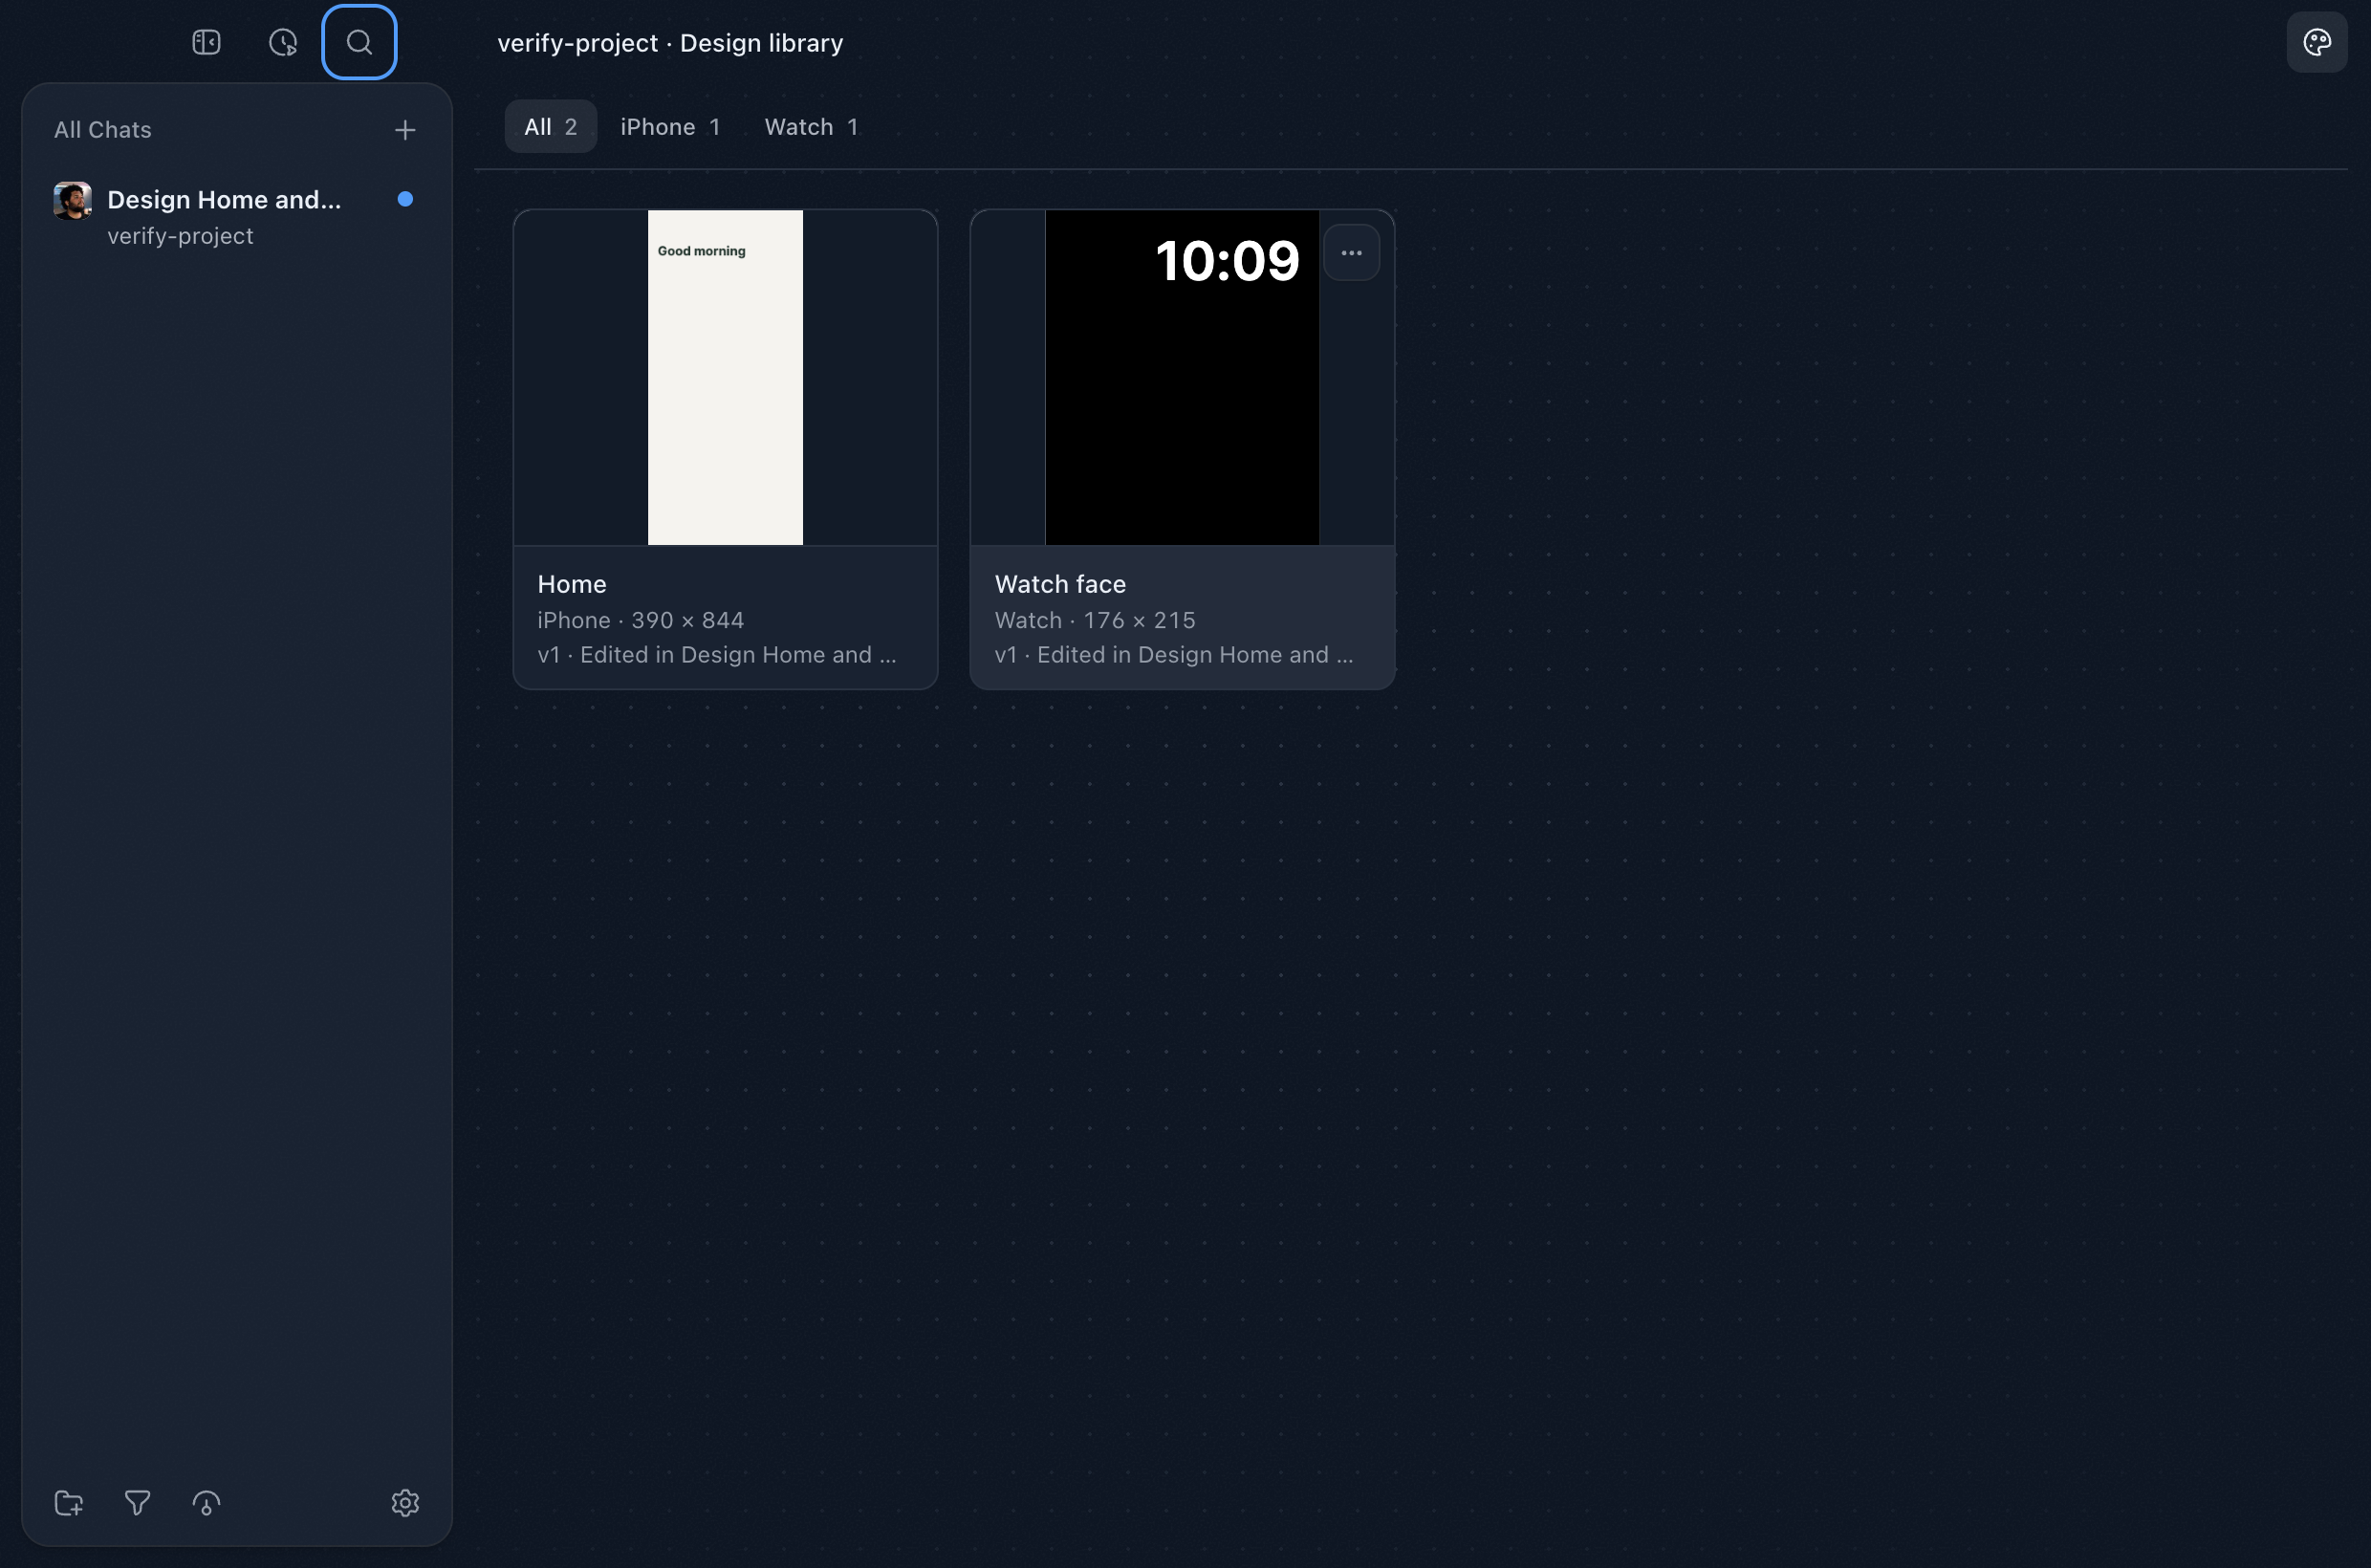 verify-project · Design library
All Chats
Design Home and...
verify-project
All 2
iPhone 1
Watch 1
Good morning
Home
iPhone · 390 × 844
v1 · Edited in Design Home and ...
10:09
Watch face
Watch · 176 × 215
v1 · Edited in Design Home and ...